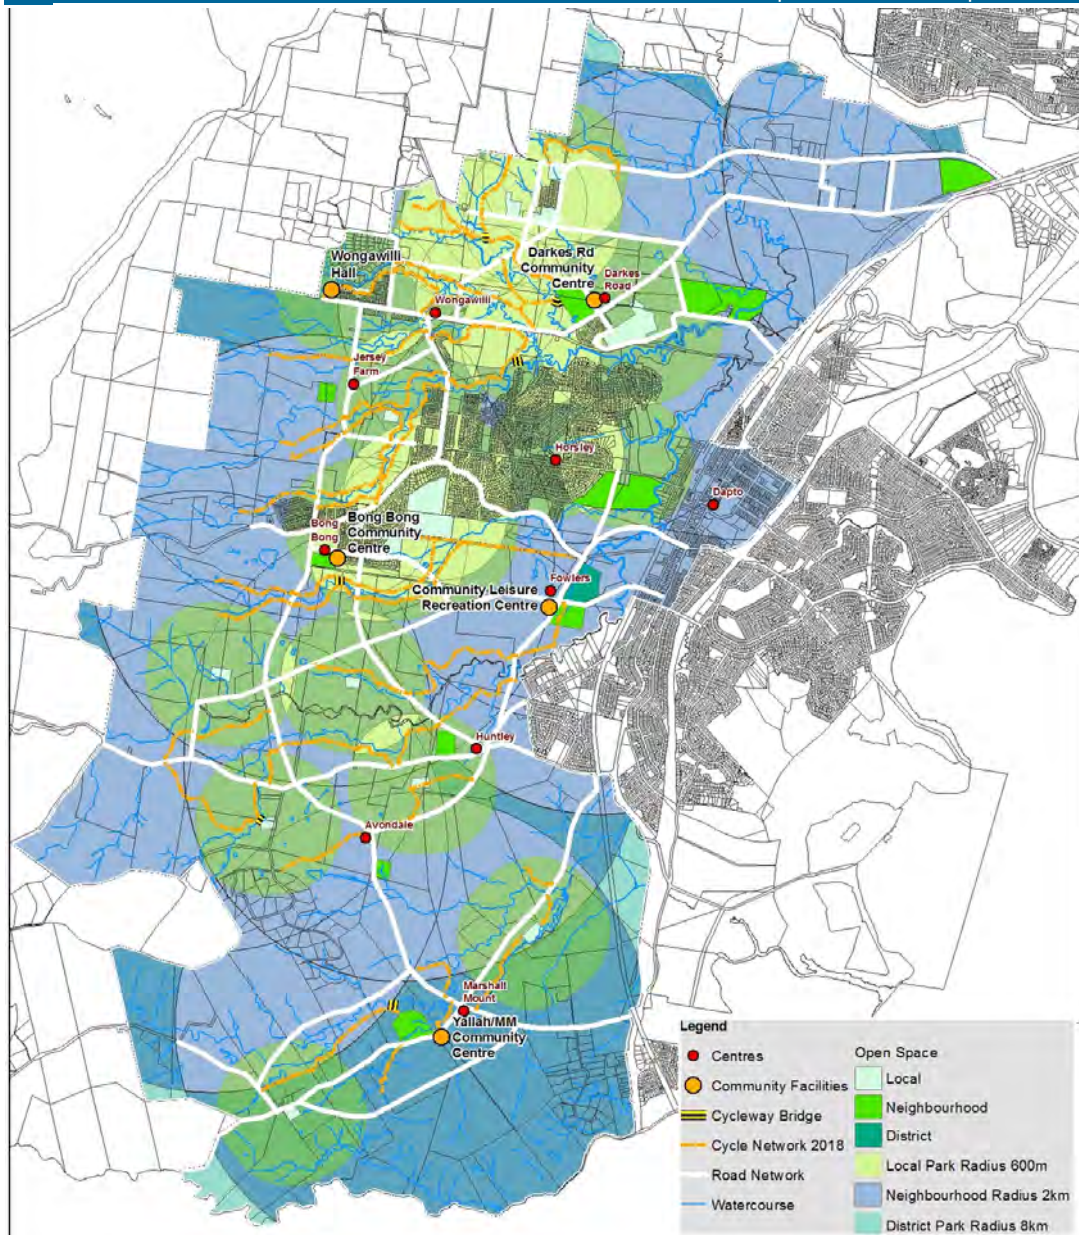 Darkes Rd
Community
Centre
Darkes
Road
Wongawilli
Hall
Wongawilli
Jersey
Farm
Horsley
Dapto
Bong Bong
Community
Centre
Bong
Bong
Fowlers
Community Leisure
Recreation Centre
Huntley
Avondale
Marshall
Mount
Yallah/MM
Community
Centre
Legend
Centres
Community Facilities
Cycleway Bridge
Cycle Network 2018
Road Network
Watercourse
Open Space
Local
Neighbourhood
District
Local Park Radius 600m
Neighbourhood Radius 2km
District Park Radius 8km